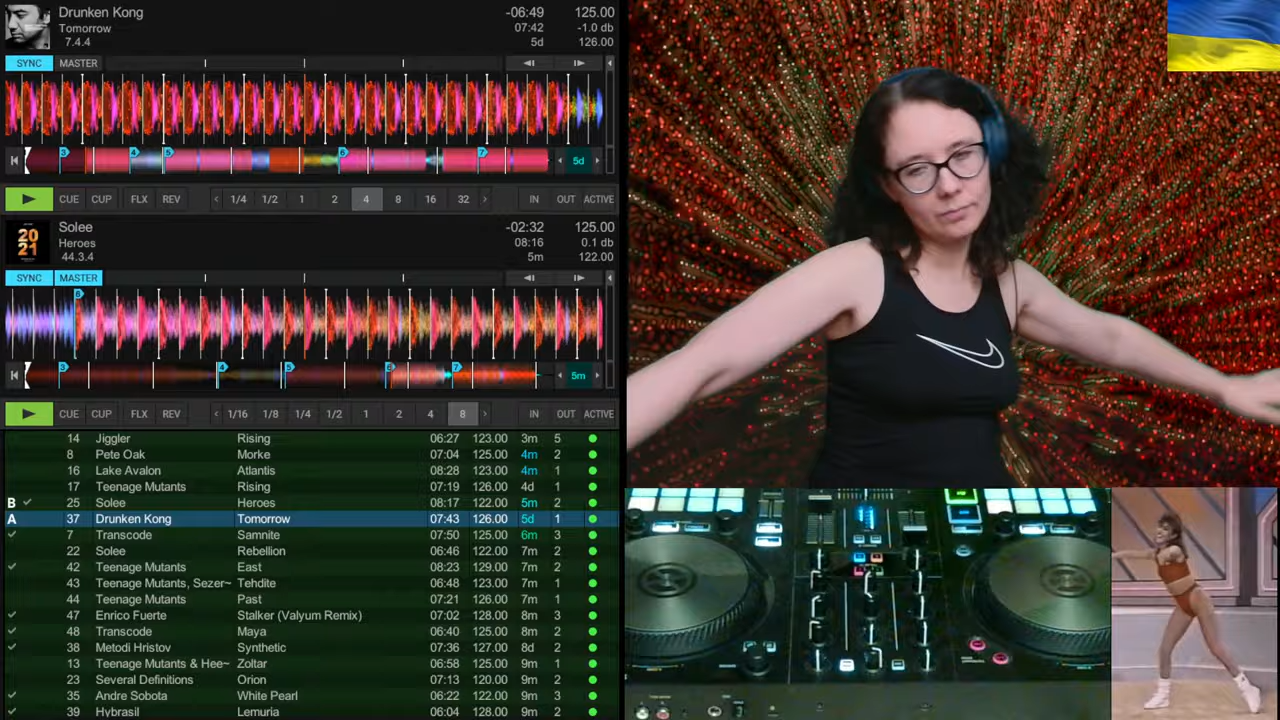 Drunken Kong -06:49 125.00
Tomorrow 07:42 -1.0 db
7.4.4 5d 126.00
SYNC MASTER
3 4 5 6 7 5d
CUE CUP FLX REV 1/4 1/2 1 2 4 8 16 32 IN OUT ACTIVE
20
21
Solee -02:32 125.00
Heroes 08:16 0.1 db
44.3.4 5m 122.00
SYNC MASTER
6
3 4 5 6 7 5m
CUE CUP FLX REV 1/16 1/8 1/4 1/2 1 2 4 8 IN OUT ACTIVE
14 Jiggler Rising 06:27 123.00 3m 5
8 Pete Oak Morke 07:04 125.00 4m 2
16 Lake Avalon Atlantis 08:28 123.00 4m 1
17 Teenage Mutants Rising 07:19 126.00 4d 1
B 25 Solee Heroes 08:17 122.00 5m 2
A 37 Drunken Kong Tomorrow 07:43 126.00 5d 1
7 Transcode Samnite 07:50 125.00 6m 3
22 Solee Rebellion 06:46 122.00 7m 2
42 Teenage Mutants East 08:23 129.00 7m 2
43 Teenage Mutants, Sezer~ Tehdite 06:48 123.00 7m 1
44 Teenage Mutants Past 07:21 126.00 7m 1
47 Enrico Fuerte Stalker (Valyum Remix) 07:02 128.00 8m 3
48 Transcode Maya 06:40 125.00 8m 2
38 Metodi Hristov Synthetic 07:36 127.00 8d 2
13 Teenage Mutants & Hee~ Zoltar 06:58 125.00 9m 1
23 Several Definitions Orion 07:13 120.00 9m 2
35 Andre Sobota White Pearl 06:22 122.00 9m 3
39 Hybrasil Lemuria 06:04 128.00 9m 2